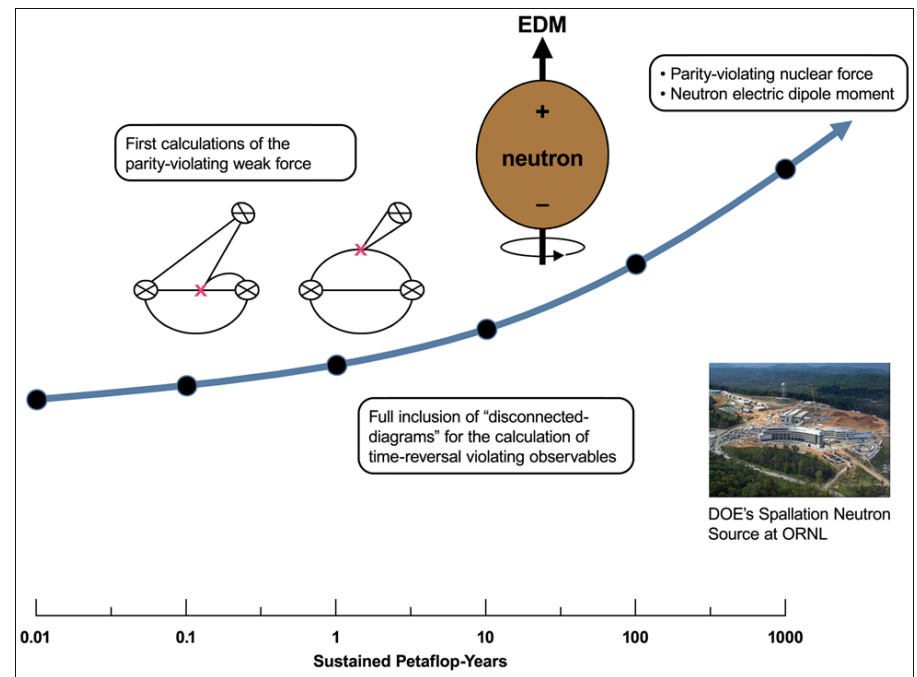 EDM
• Parity-violating nuclear force
• Neutron electric dipole moment
First calculations of the
parity-violating weak force
+
neutron
–
X
X
Full inclusion of “disconnected-
diagrams” for the calculation of
time-reversal violating observables
DOE’s Spallation Neutron
Source at ORNL
0.01 0.1 1 10 100 1000
Sustained Petaflop-Years